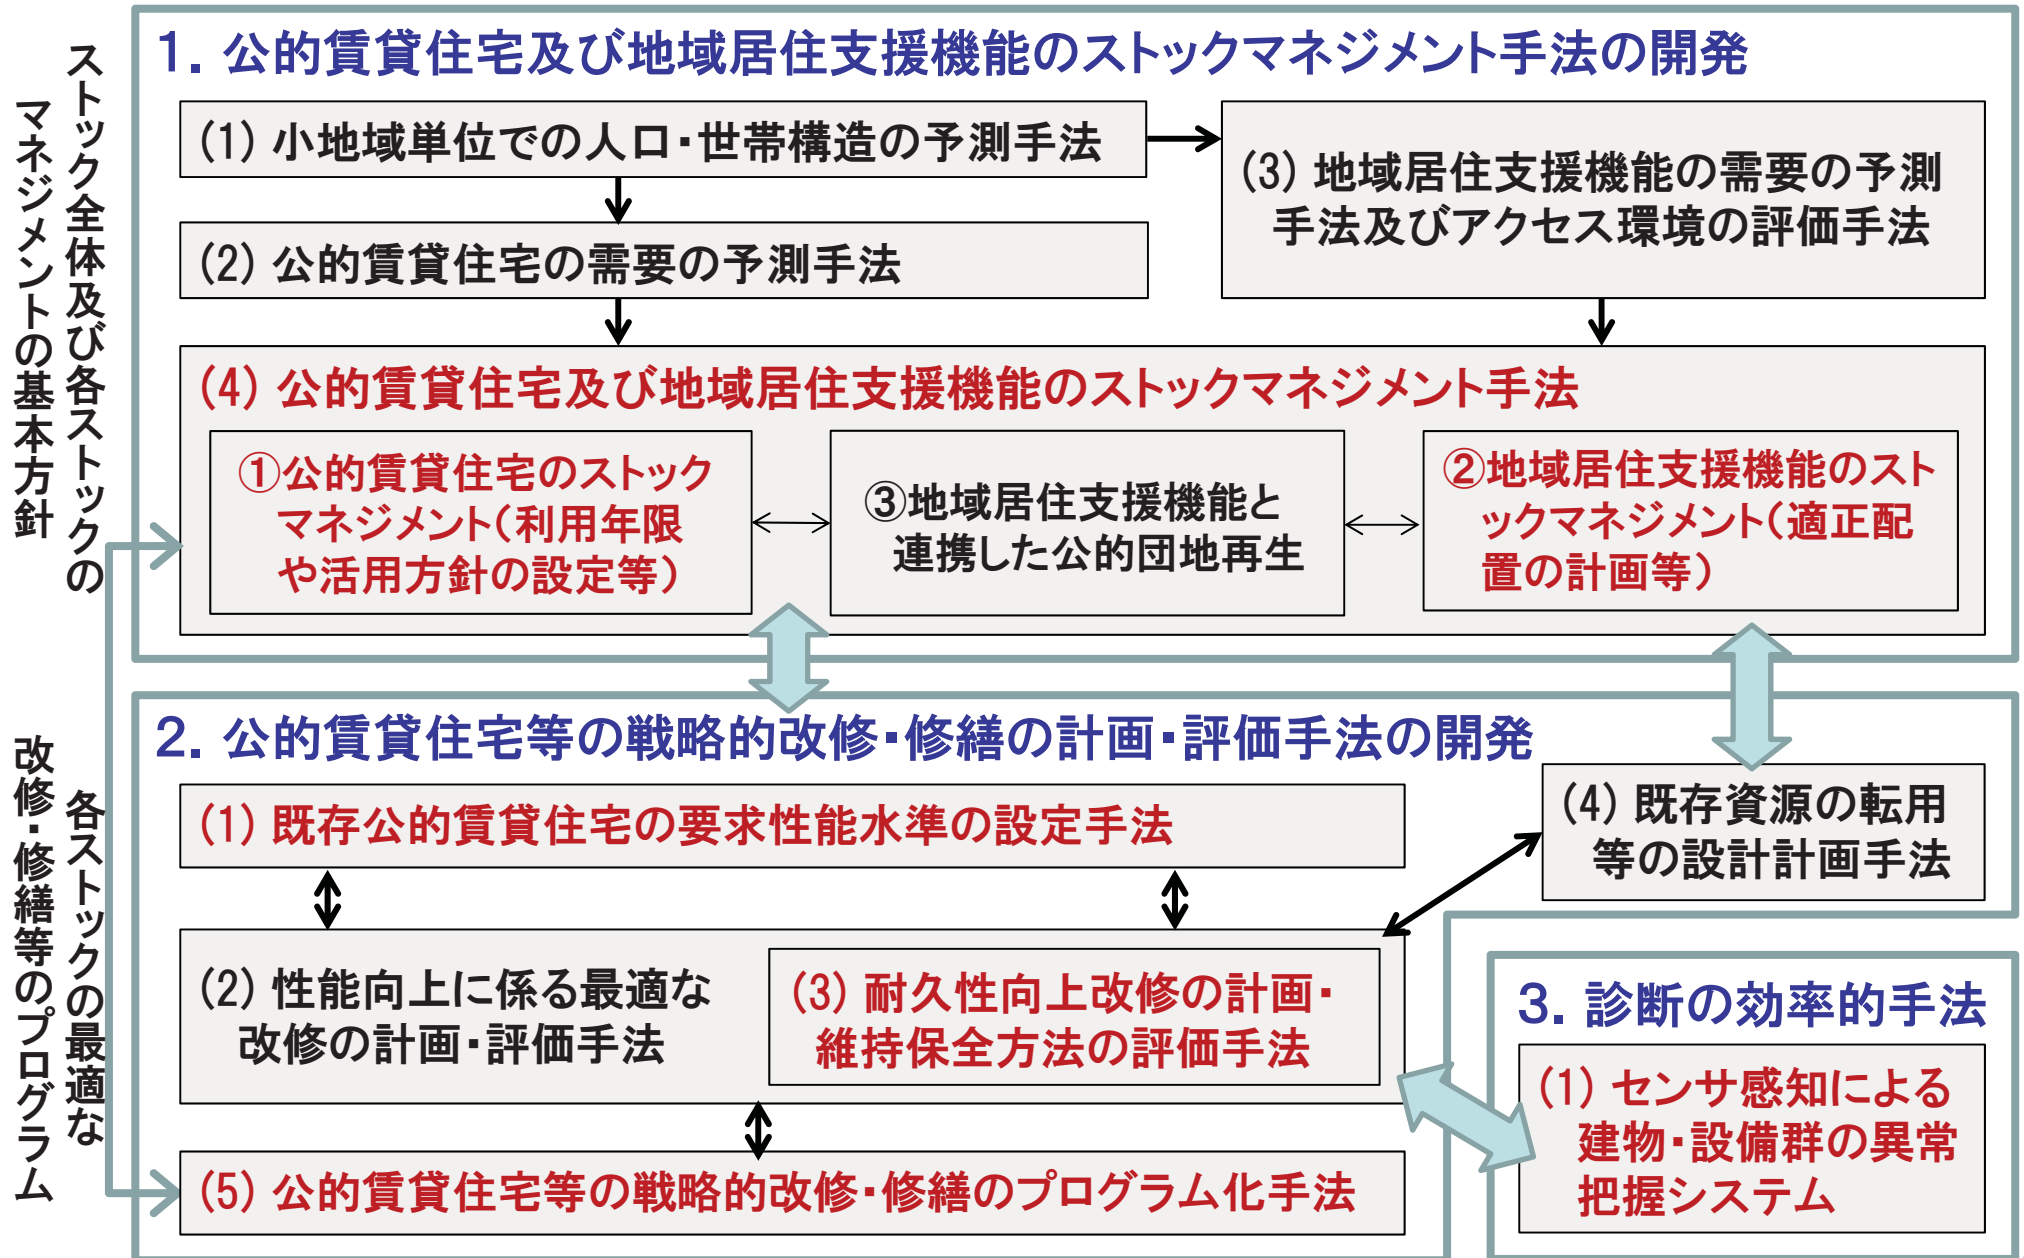 ストック全体及び各ストックの
マネジメントの基本方針
1. 公的賃貸住宅及び地域居住支援機能のストックマネジメント手法の開発
(1) 小地域単位での人口・世帯構造の予測手法
(2) 公的賃貸住宅の需要の予測手法
(3) 地域居住支援機能の需要の予測
手法及びアクセス環境の評価手法
(4) 公的賃貸住宅及び地域居住支援機能のストックマネジメント手法
①公的賃貸住宅のストック
マネジメント(利用年限
や活用方針の設定等)
③地域居住支援機能と
連携した公的団地再生
②地域居住支援機能のスト
ックマネジメント(適正配
置の計画等)
各ストックの最適な
改修・修繕等のプログラム
2. 公的賃貸住宅等の戦略的改修・修繕の計画・評価手法の開発
(1) 既存公的賃貸住宅の要求性能水準の設定手法
(4) 既存資源の転用
等の設計計画手法
(2) 性能向上に係る最適な
改修の計画・評価手法
(3) 耐久性向上改修の計画・
維持保全方法の評価手法
(5) 公的賃貸住宅等の戦略的改修・修繕のプログラム化手法
3. 診断の効率的手法
(1) センサ感知による
建物・設備群の異常
把握システム